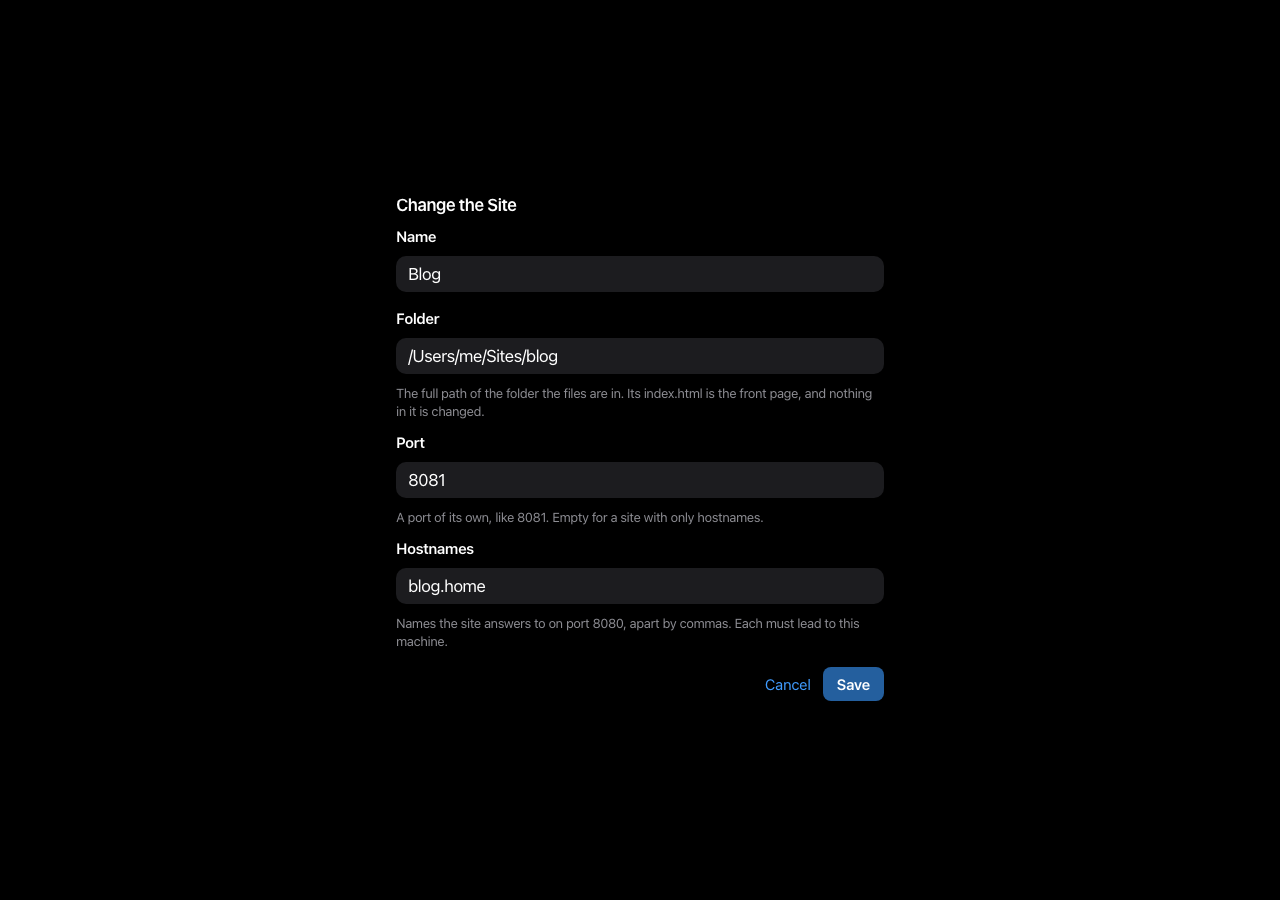 Change the Site
Name
Blog
Folder
/Users/me/Sites/blog
The full path of the folder the files are in. Its index.html is the front page, and nothing
in it is changed.
Port
8081
A port of its own, like 8081. Empty for a site with only hostnames.
Hostnames
blog.home
Names the site answers to on port 8080, apart by commas. Each must lead to this
machine.
Cancel
Save